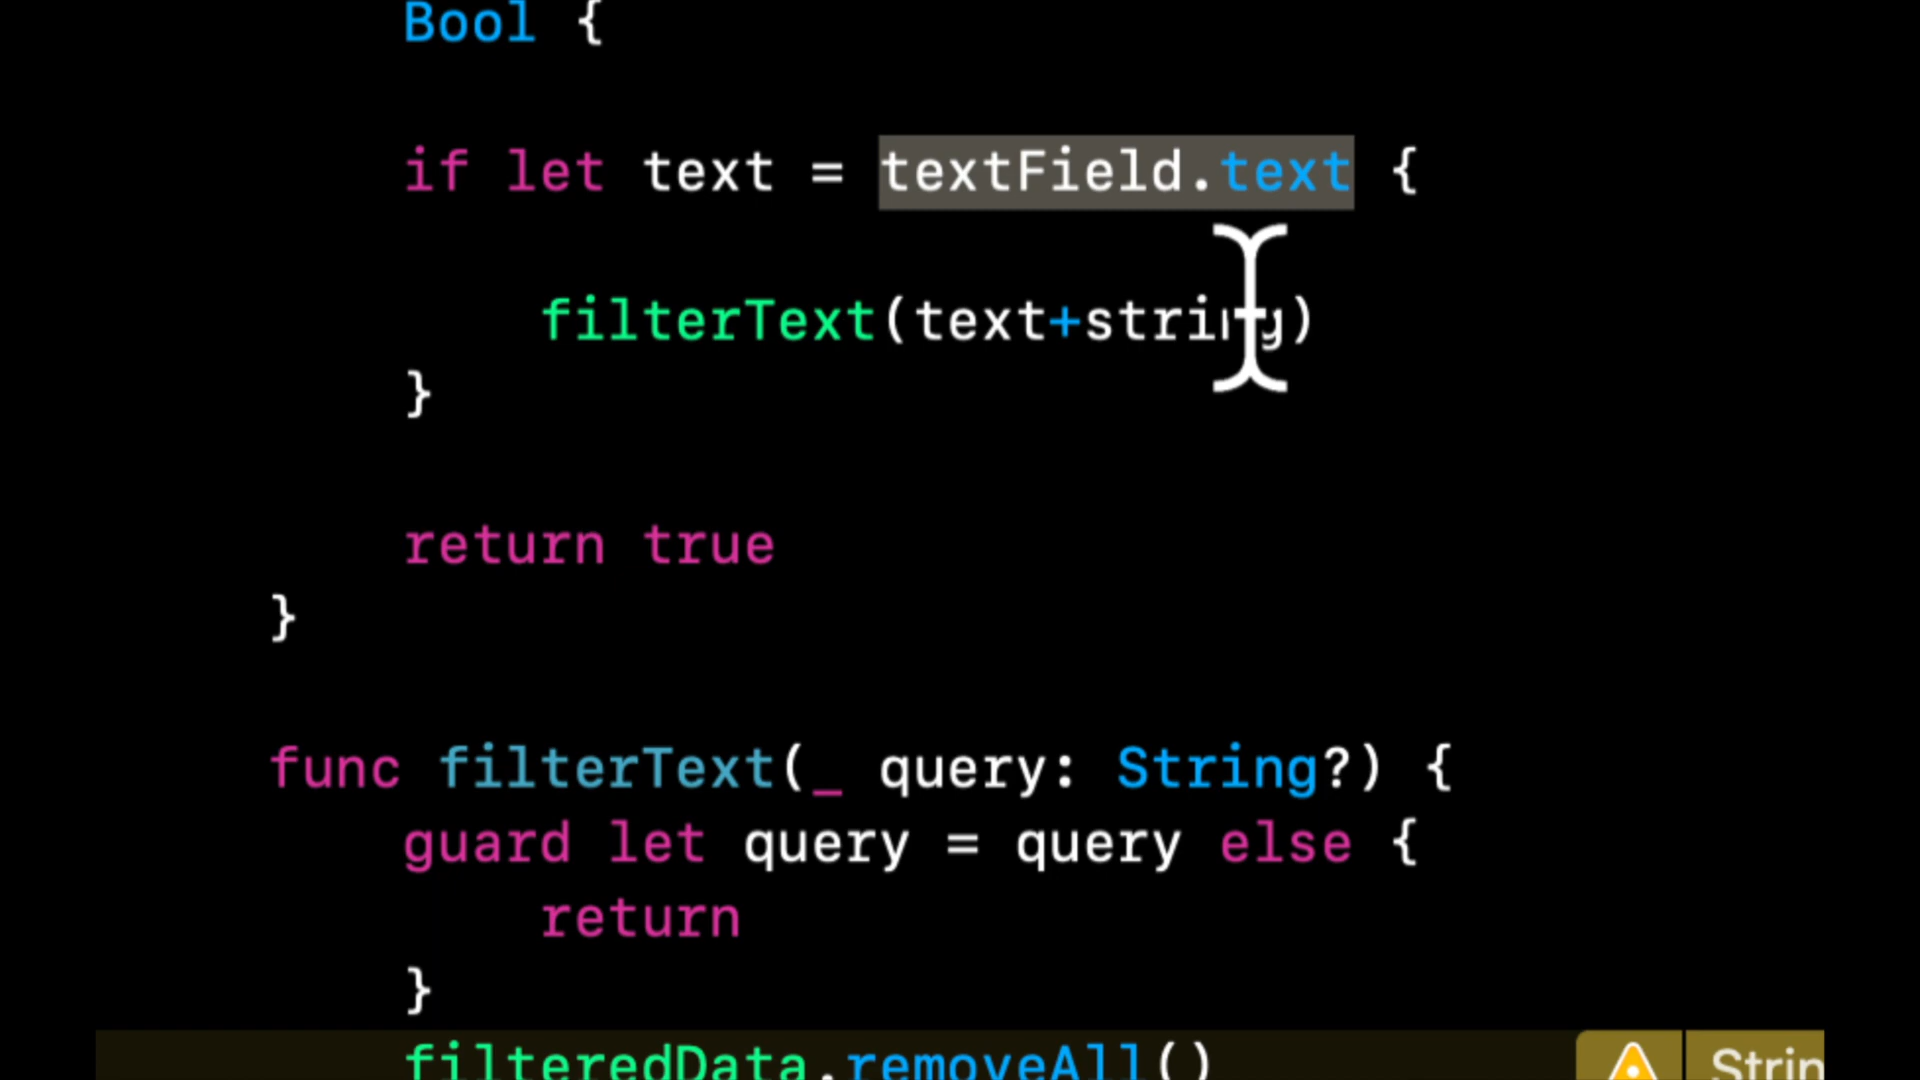 Bool {
if let text = textField.text {
filterText(text+string)
}
return true
}
func filterText(_ query: String?) {
guard let query = query else {
return
}
filteredData.removeAll()
Strin